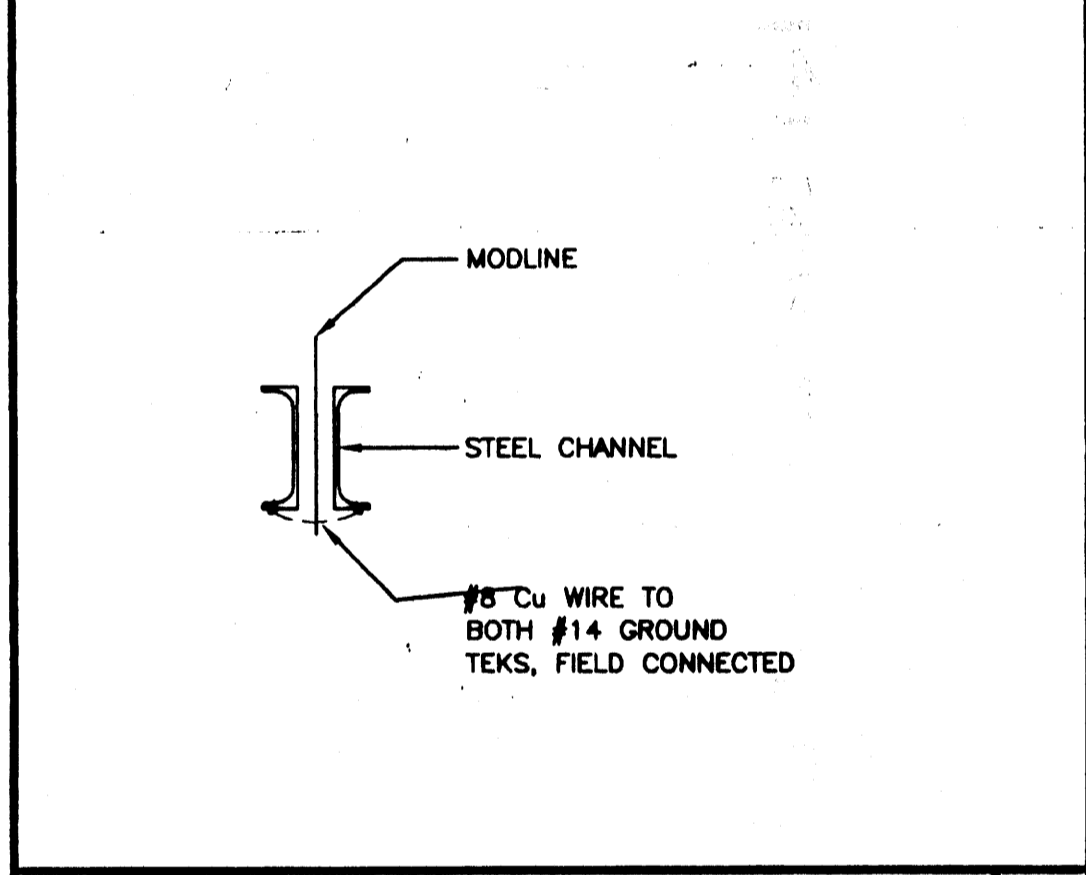 MODLINE
STEEL CHANNEL
#8 Cu WIRE TO
BOTH #14 GROUND
TEKS, FIELD CONNECTED